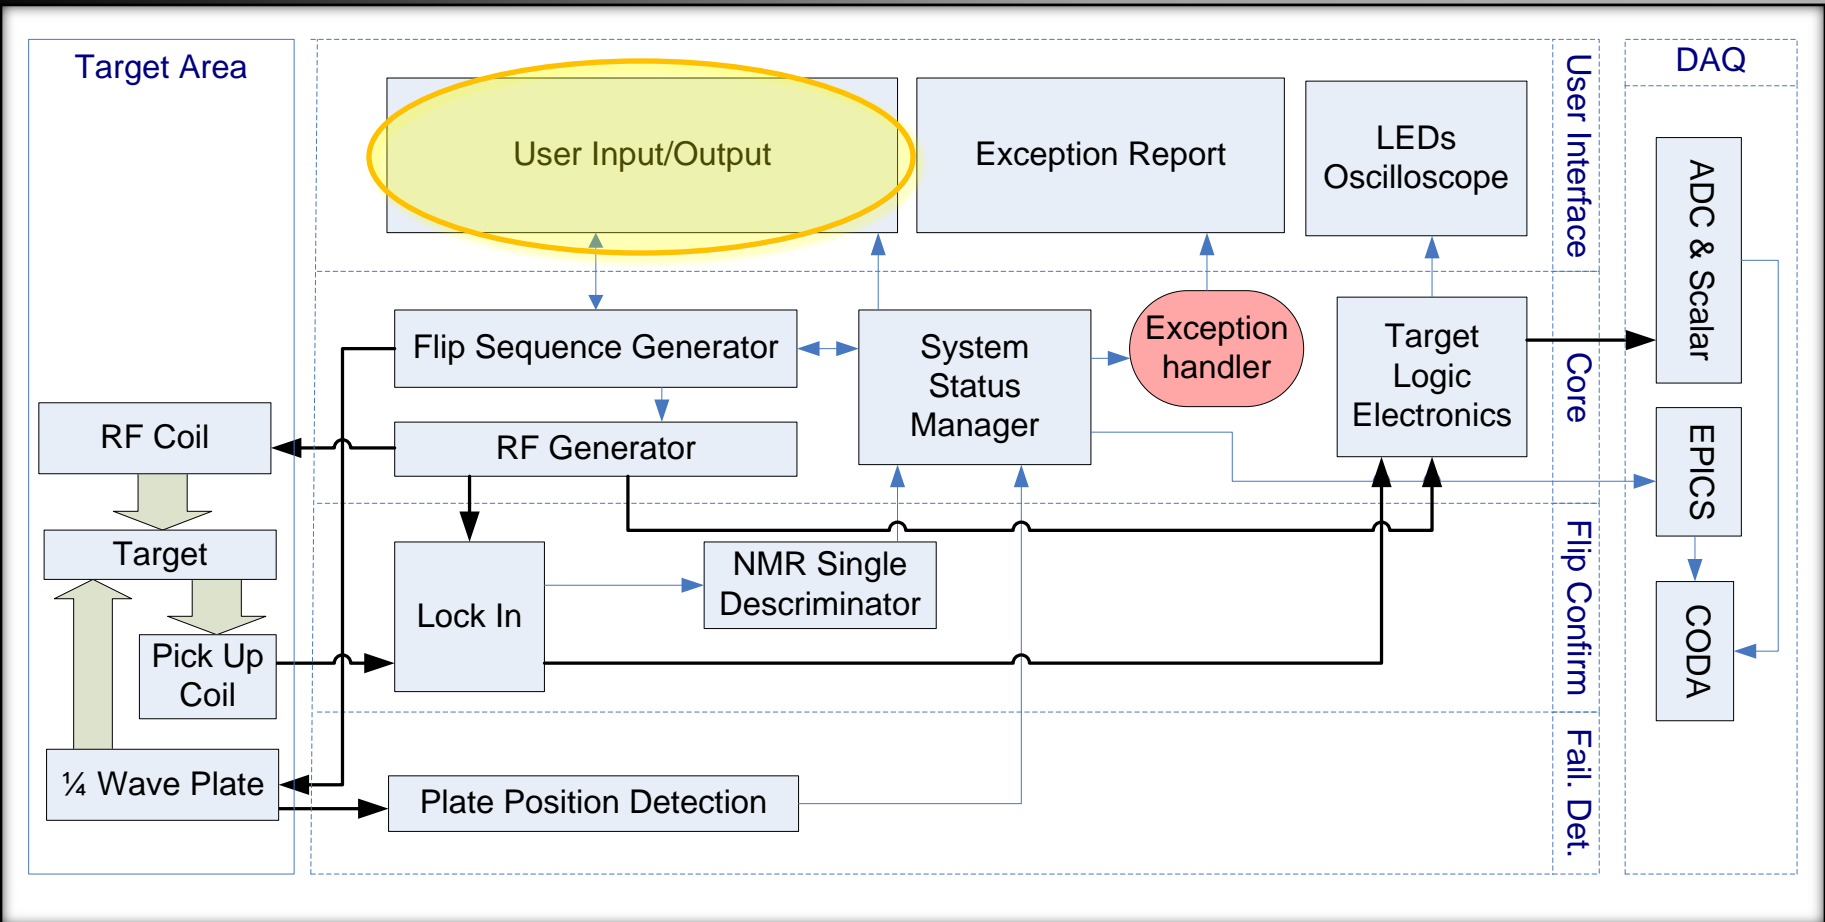 Target Area
DAQ
User Input/Output
Exception Report
LEDs
Oscilloscope
User Interface
ADC & Scalar
Flip Sequence Generator
System
Status
Manager
Exception
handler
Target
Logic
Electronics
Core
RF Coil
RF Generator
EPICS
Target
Lock In
NMR Single
Descriminator
Flip Confirm
CODA
Pick Up
Coil
¼ Wave Plate
Plate Position Detection
Fail. Det.